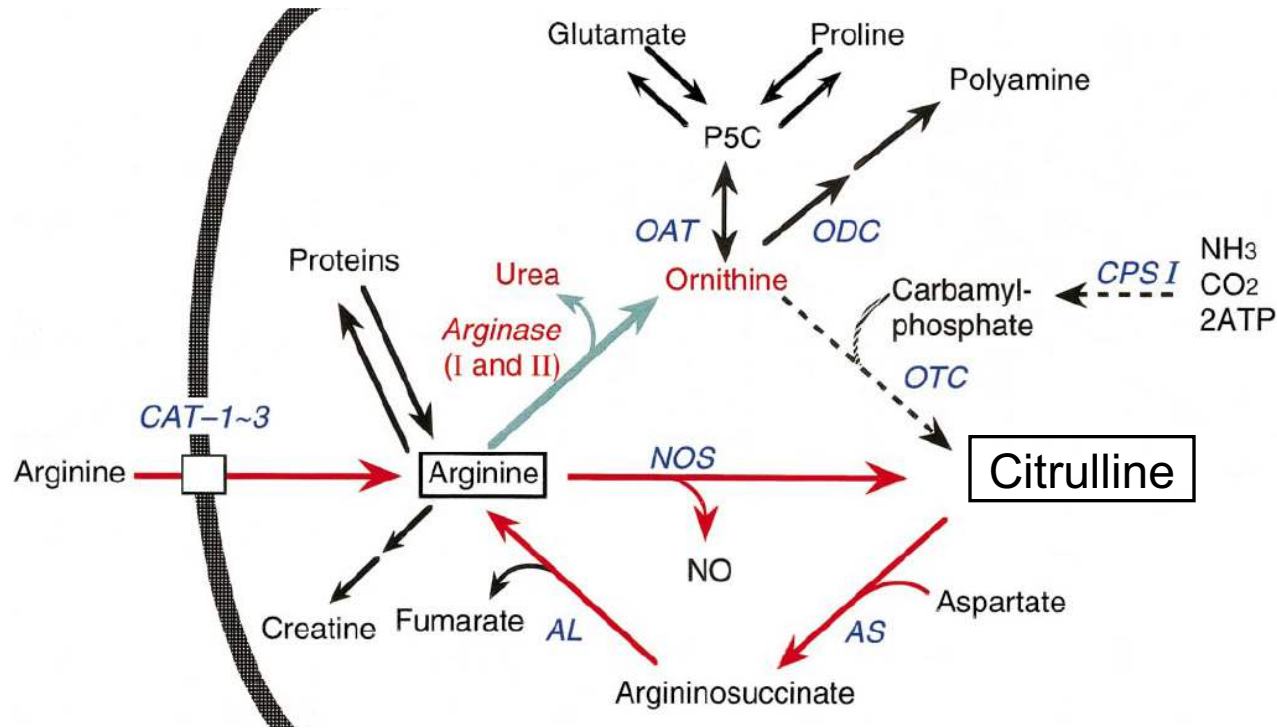 Glutamate
Proline
Polyamine
P5C
OAT
ODC
Proteins
Urea
Ornithine
CPS I
NH3
CO2
2ATP
Carbamyl-
phosphate
Arginase
(I and II)
OTC
CAT-1~3
Arginine
Arginine
NOS
Citrulline
NO
Creatine
Fumarate
AL
AS
Aspartate
Argininosuccinate